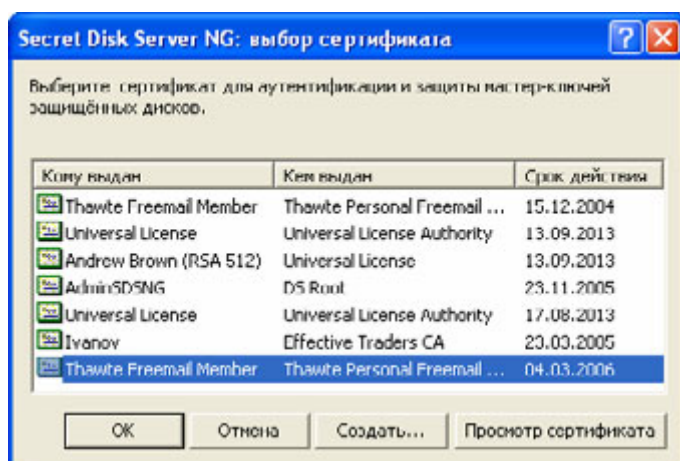 Secret Disk Server NG: выбор сертификата
Выберите сертификат для аутентификации и защиты мастер-ключей
защищённых дисков.
Кому выдан Кем выдан Срок действия
Thawte Freemail Member Thawte Personal Freemail ... 15.12.2004
Universal License Universal License Authority 13.09.2013
Andrew Brown (RSA 512) Universal License 13.09.2013
AdminSDSNG DS Root 23.11.2005
Universal License Universal License Authority 17.08.2013
Ivanov Effective Traders CA 23.03.2005
Thawte Freemail Member Thawte Personal Freemail ... 04.03.2006
OK Отмена Создать... Просмотр сертификата